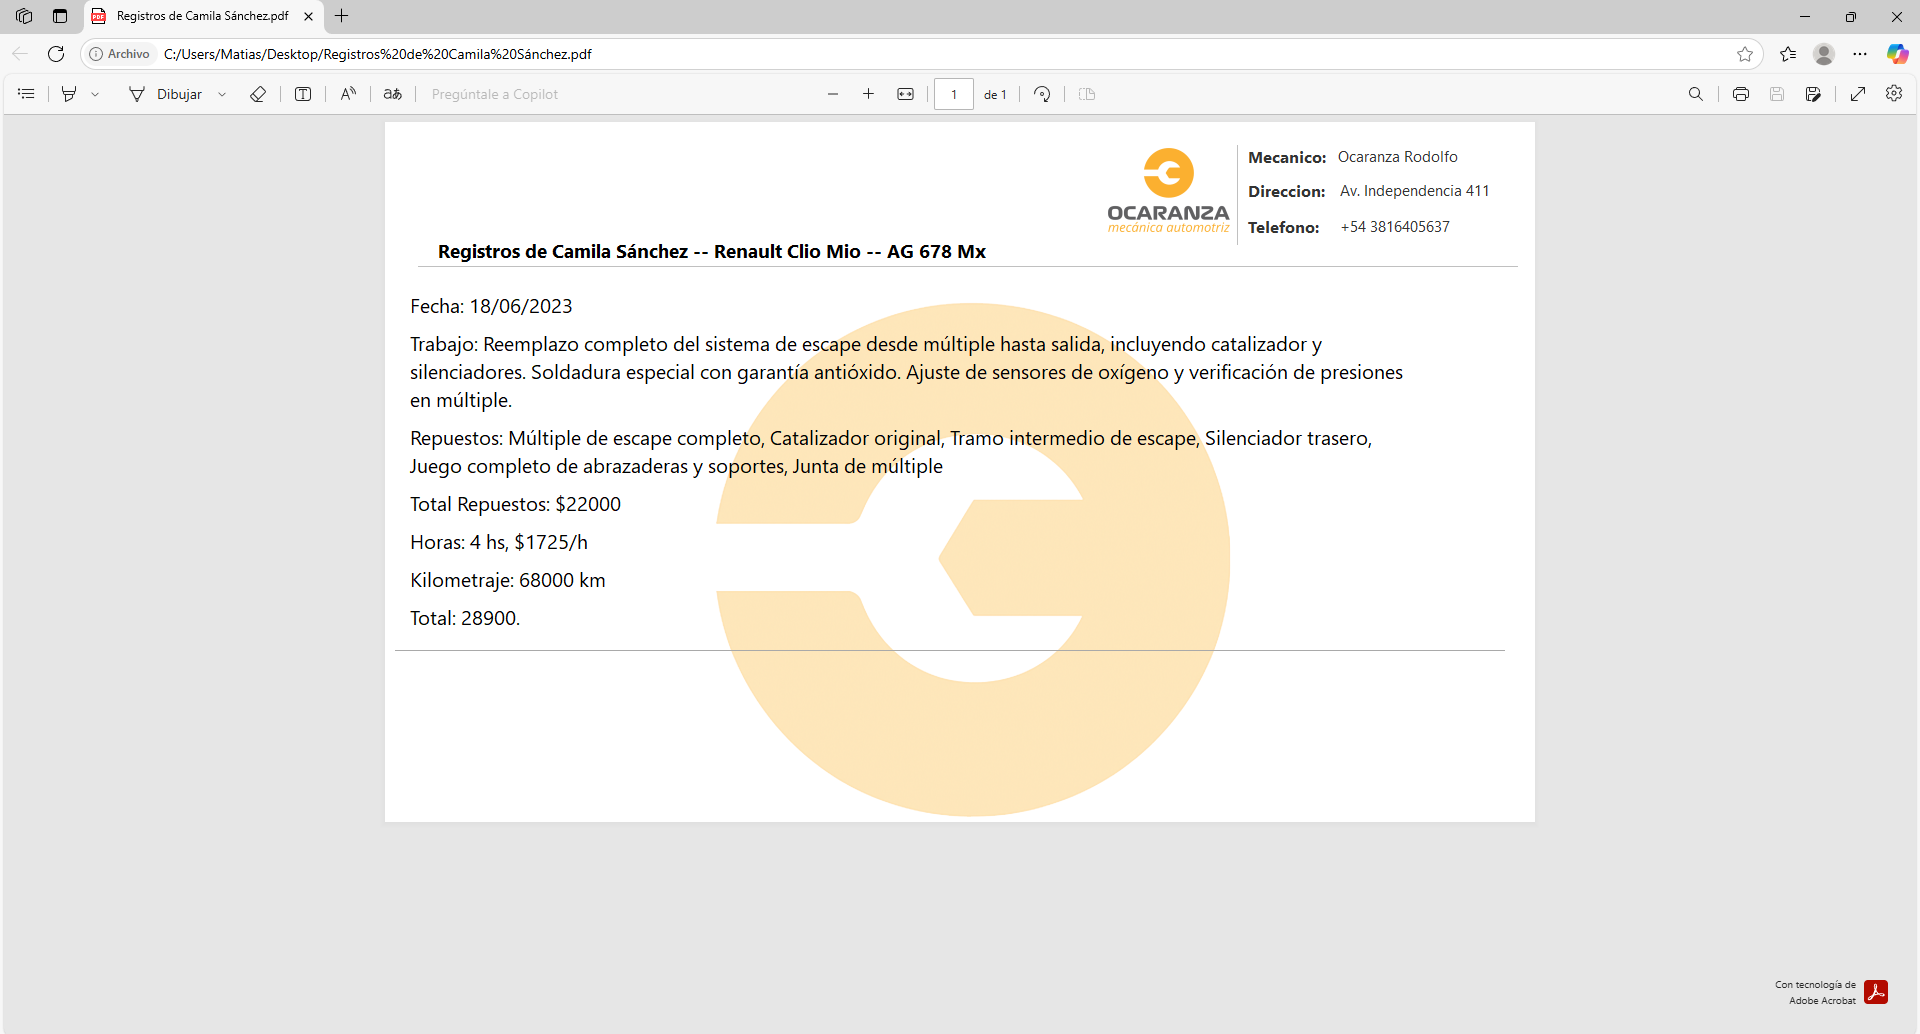 Registros de Camila Sánchez.pdf
Archivo C:/Users/Matias/Desktop/Registros%20de%20Camila%20Sánchez.pdf
Dibujar aあ Pregúntale a Copilot 1 de 1
OCARANZA
mecánica automotriz
Mecanico: Ocaranza Rodolfo
Direccion: Av. Independencia 411
Telefono: +54 3816405637
Registros de Camila Sánchez -- Renault Clio Mio -- AG 678 Mx
Fecha: 18/06/2023
Trabajo: Reemplazo completo del sistema de escape desde múltiple hasta salida, incluyendo catalizador y
silenciadores. Soldadura especial con garantía antióxido. Ajuste de sensores de oxígeno y verificación de presiones
en múltiple.
Repuestos: Múltiple de escape completo, Catalizador original, Tramo intermedio de escape, Silenciador trasero,
Juego completo de abrazaderas y soportes, Junta de múltiple
Total Repuestos: $22000
Horas: 4 hs, $1725/h
Kilometraje: 68000 km
Total: 28900.
Con tecnología de
Adobe Acrobat